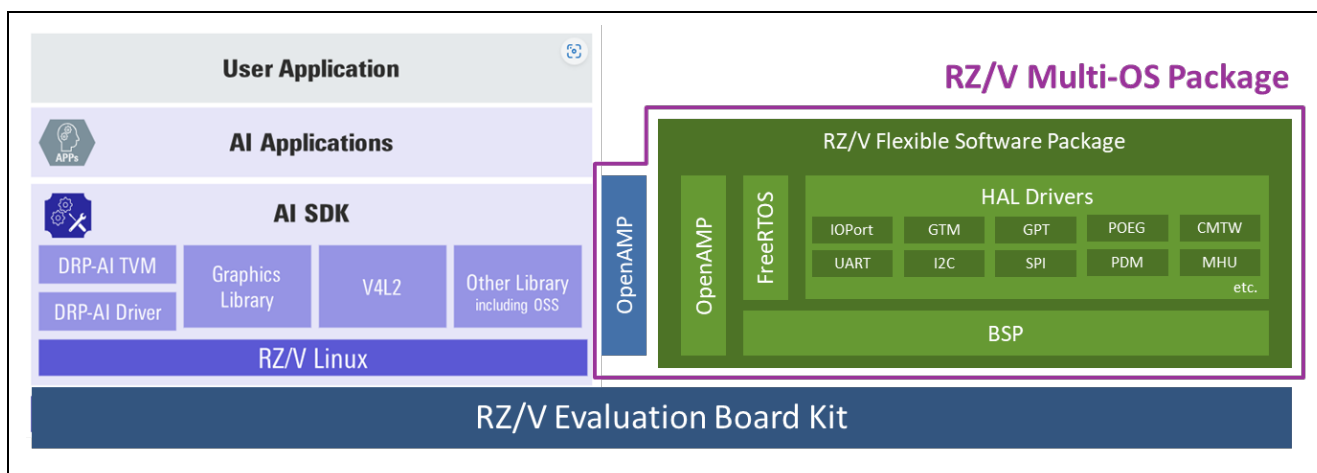 User Application
RZ/V Multi-OS Package
APPs
AI Applications
AI SDK
DRP-AI TVM
DRP-AI Driver
Graphics
Library
V4L2
Other Library
including OSS
RZ/V Linux
OpenAMP
RZ/V Flexible Software Package
OpenAMP
FreeRTOS
HAL Drivers
IOPort
GTM
GPT
POEG
CMTW
UART
I2C
SPI
PDM
MHU
etc.
BSP
RZ/V Evaluation Board Kit